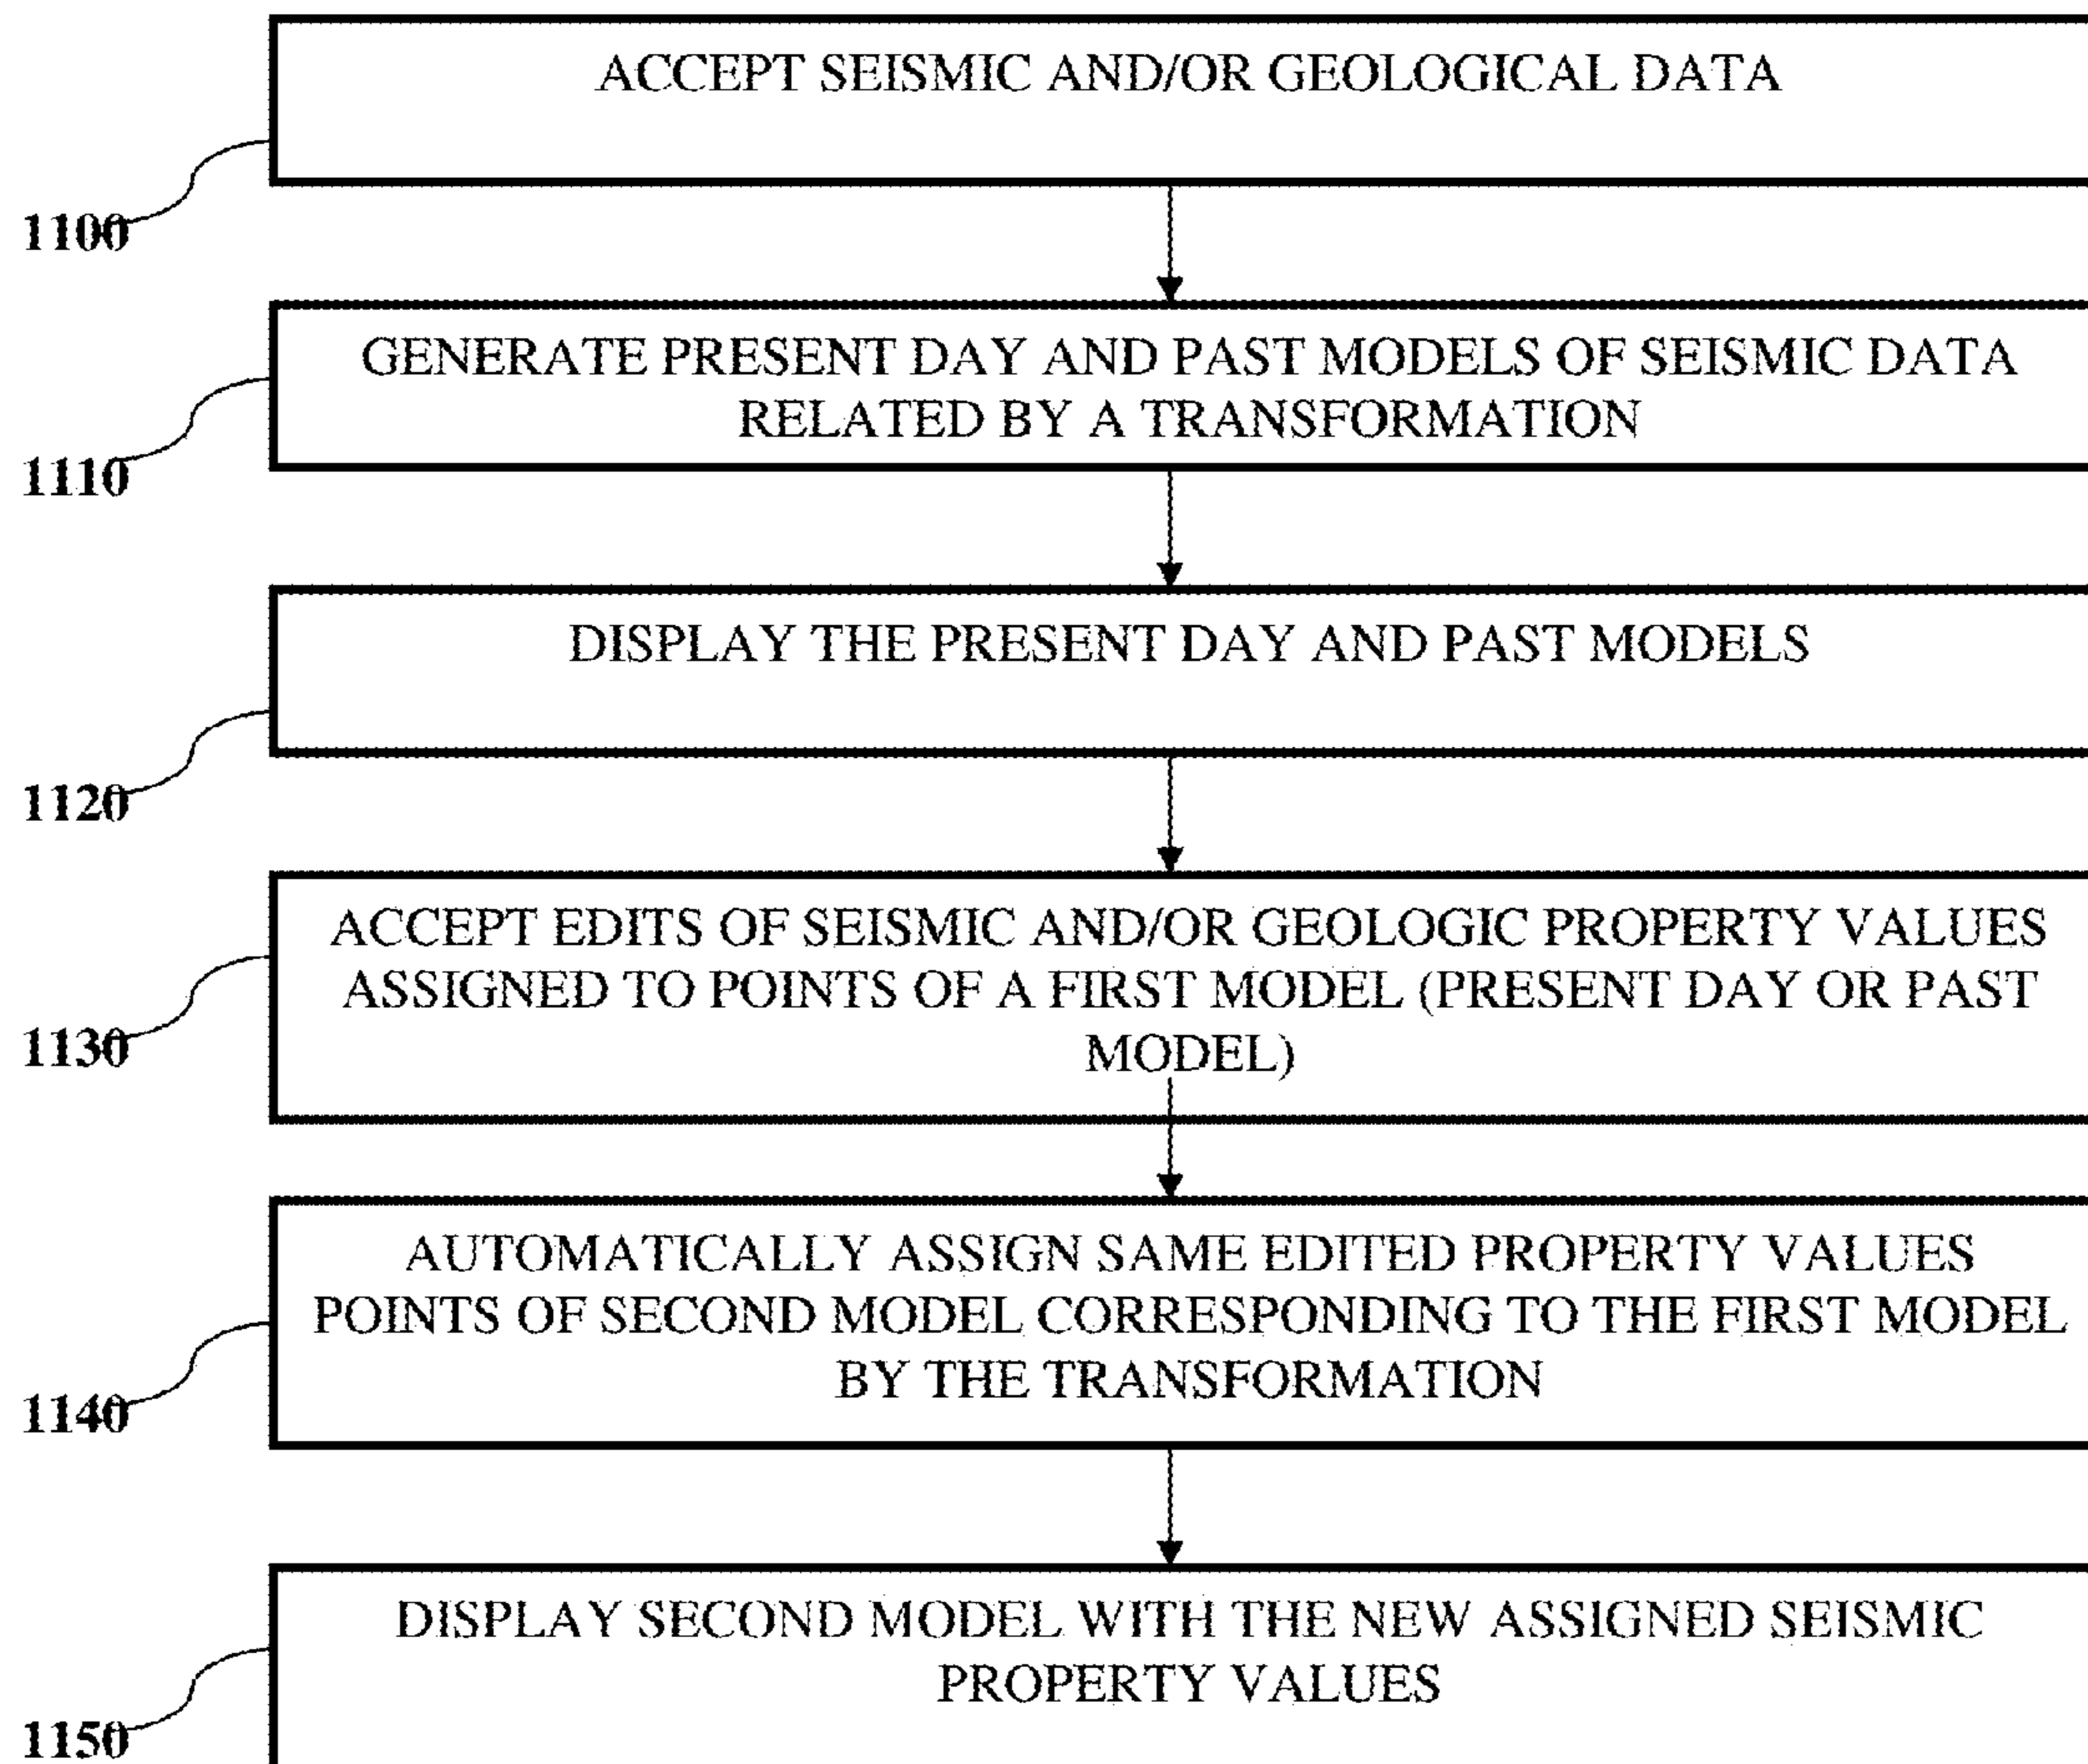 ACCEPT SEISMIC AND/OR GEOLOGICAL DATA
1100
GENERATE PRESENT DAY AND PAST MODELS OF SEISMIC DATA
RELATED BY A TRANSFORMATION
1110
DISPLAY THE PRESENT DAY AND PAST MODELS
1120
ACCEPT EDITS OF SEISMIC AND/OR GEOLOGIC PROPERTY VALUES
ASSIGNED TO POINTS OF A FIRST MODEL (PRESENT DAY OR PAST
MODEL)
1130
AUTOMATICALLY ASSIGN SAME EDITED PROPERTY VALUES
POINTS OF SECOND MODEL CORRESPONDING TO THE FIRST MODEL
BY THE TRANSFORMATION
1140
DISPLAY SECOND MODEL WITH THE NEW ASSIGNED SEISMIC
PROPERTY VALUES
1150